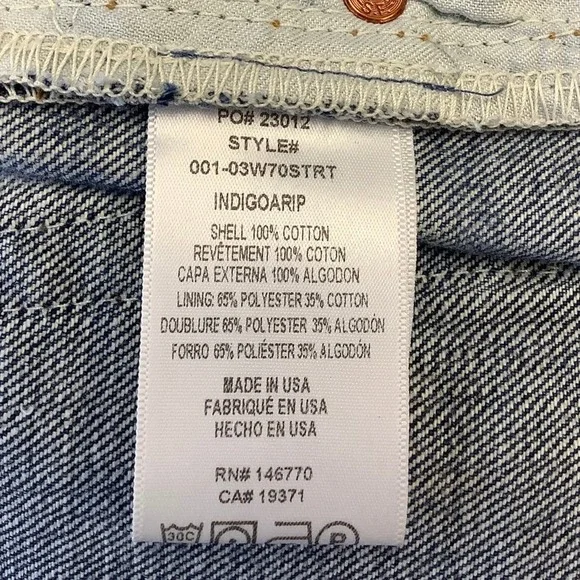 PO# 23012
STYLE#
001-03W70STRT
INDIGOARIP
SHELL 100% COTTON
REVÊTEMENT 100% COTON
CAPA EXTERNA 100% ALGODON
LINING: 65% POLYESTER 35% COTTON
DOUBLURE 65% POLYESTER 35% ALGODÓN
FORRO 65% POLIÉSTER 35% ALGODÓN
MADE IN USA
FABRIQUÉ EN USA
HECHO EN USA
RN# 146770
CA# 19371
30C P